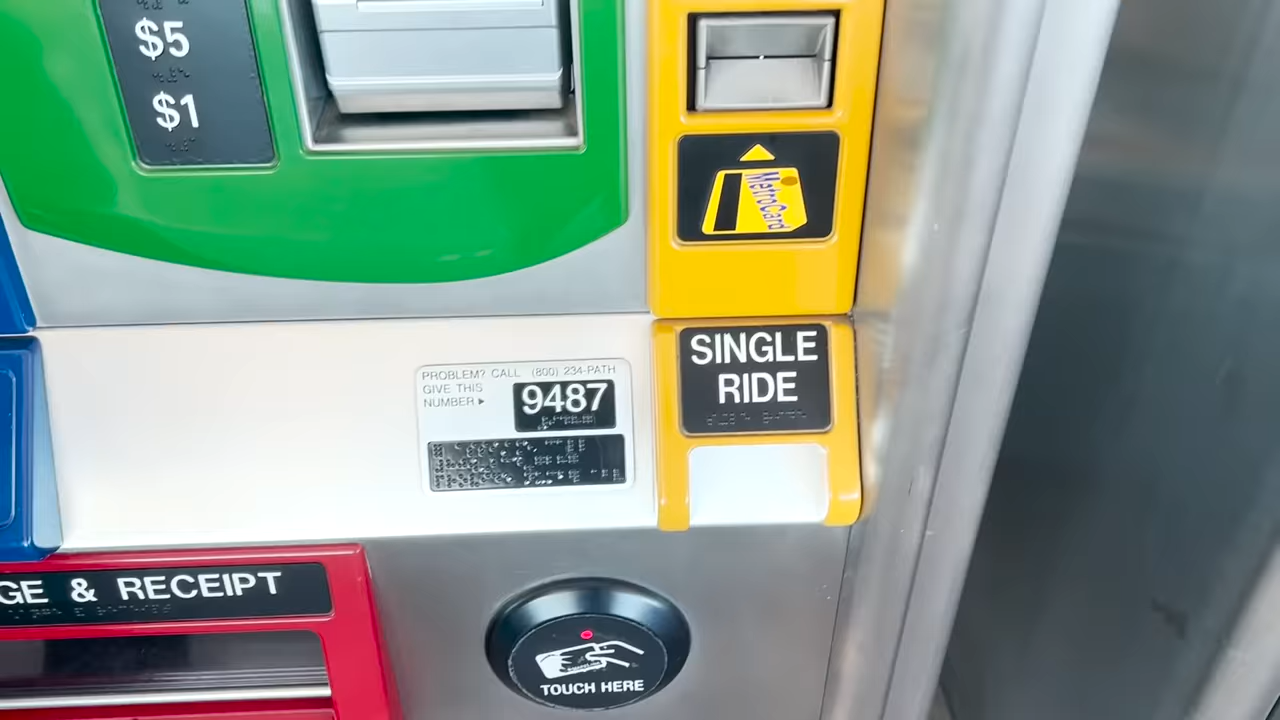 $5
$1
MetroCard
SINGLE
RIDE
PROBLEM? CALL (800) 234-PATH
GIVE THIS
NUMBER ▶
9487
GE & RECEIPT
TOUCH HERE